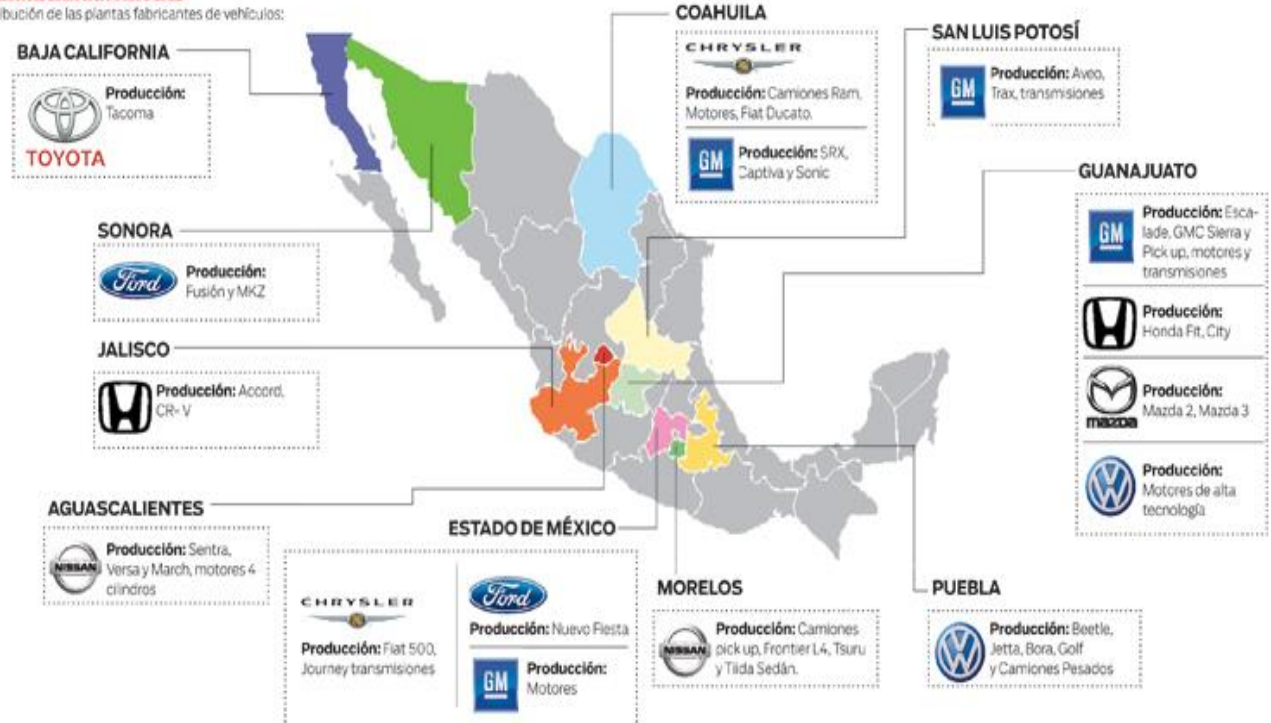 ibución de las plantas fabricantes de vehículos:
BAJA CALIFORNIA
Producción:
Tacoma
TOYOTA
SONORA
Ford
Producción:
Fusión y MKZ
JALISCO
Producción: Accord,
CR- V
AGUASCALIENTES
NISSAN
Producción: Sentra,
Versa y March, motores 4
cilindros
ESTADO DE MÉXICO
CHRYSLER
Producción: Fiat 500,
Journey transmisiones
Ford
Producción: Nuevo Fiesta
GM
Producción:
Motores
COAHUILA
CHRYSLER
Producción: Camiones Ram,
Motores, Fiat Ducato.
GM
Producción: SRX,
Captiva y Sonic
SAN LUIS POTOSÍ
GM
Producción: Aveo,
Trax, transmisiones
GUANAJUATO
GM
Producción: Esca-
lade, GMC Sierra y
Pick up, motores y
transmisiones
Producción:
Honda Fit, City
mazda
Producción:
Mazda 2, Mazda 3
Producción:
Motores de alta
tecnología
MORELOS
NISSAN
Producción: Camiones
pick up, Frontier L4, Tsuru
y Tiida Sedán.
PUEBLA
Producción: Beetle,
Jetta, Bora, Golf
y Camiones Pesados